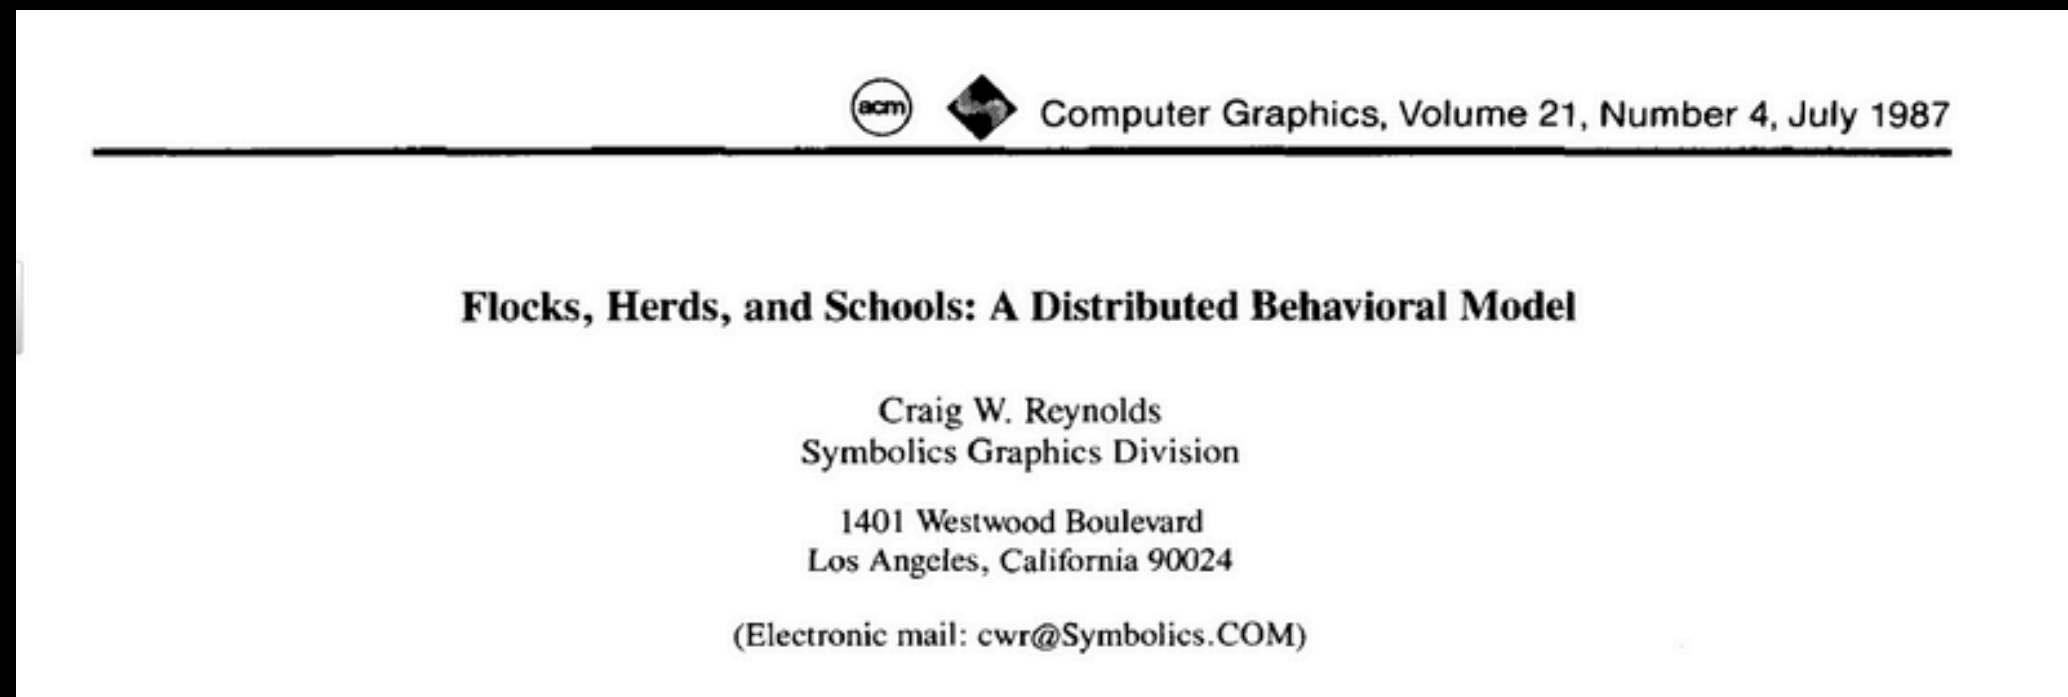 acm Computer Graphics, Volume 21, Number 4, July 1987
Flocks, Herds, and Schools: A Distributed Behavioral Model
Craig W. Reynolds
Symbolics Graphics Division
1401 Westwood Boulevard
Los Angeles, California 90024
(Electronic mail: cwr@Symbolics.COM)